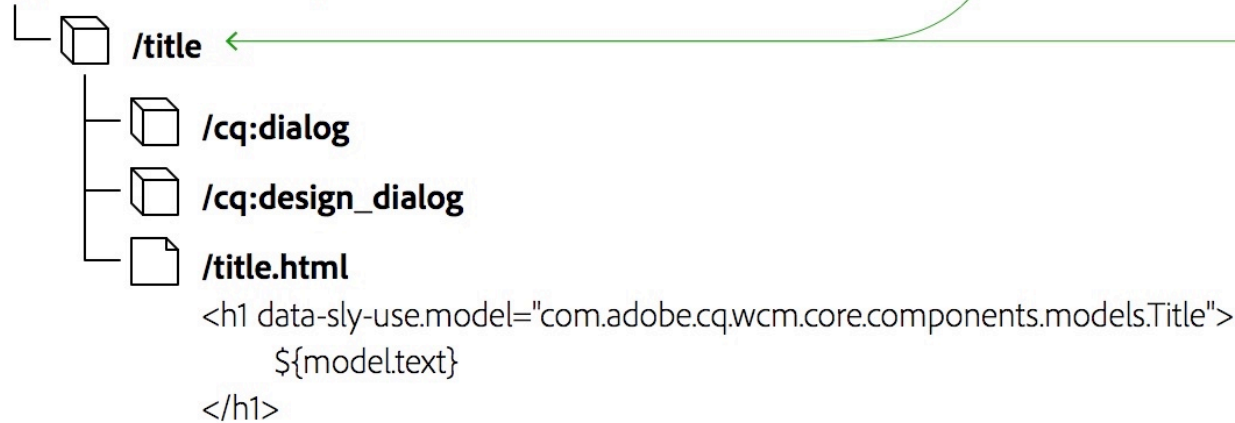 /title
/cq:dialog
/cq:design_dialog
/title.html
<h1 data-sly-use.model="com.adobe.cq.wcm.core.components.models.Title">
${model.text}
</h1>